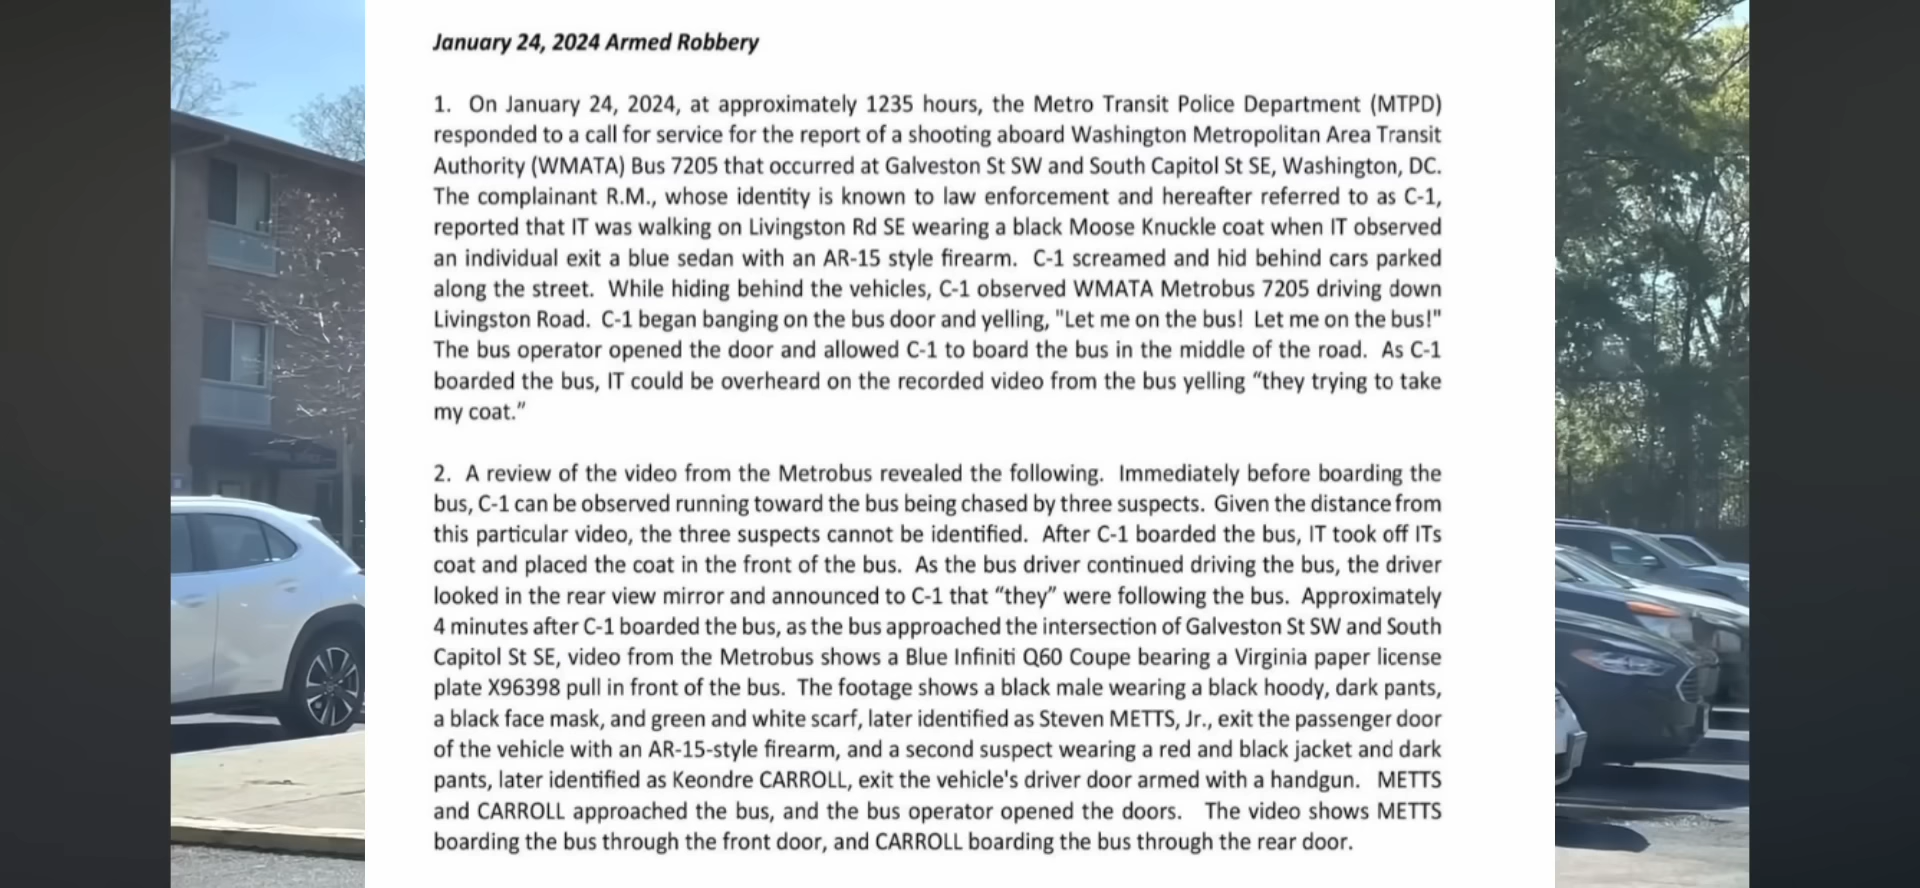 January 24, 2024 Armed Robbery
1. On January 24, 2024, at approximately 1235 hours, the Metro Transit Police Department (MTPD)
responded to a call for service for the report of a shooting aboard Washington Metropolitan Area Transit
Authority (WMATA) Bus 7205 that occurred at Galveston St SW and South Capitol St SE, Washington, DC.
The complainant R.M., whose identity is known to law enforcement and hereafter referred to as C-1,
reported that IT was walking on Livingston Rd SE wearing a black Moose Knuckle coat when IT observed
an individual exit a blue sedan with an AR-15 style firearm. C-1 screamed and hid behind cars parked
along the street. While hiding behind the vehicles, C-1 observed WMATA Metrobus 7205 driving down
Livingston Road. C-1 began banging on the bus door and yelling, "Let me on the bus! Let me on the bus!"
The bus operator opened the door and allowed C-1 to board the bus in the middle of the road. As C-1
boarded the bus, IT could be overheard on the recorded video from the bus yelling “they trying to take
my coat.”
2. A review of the video from the Metrobus revealed the following. Immediately before boarding the
bus, C-1 can be observed running toward the bus being chased by three suspects. Given the distance from
this particular video, the three suspects cannot be identified. After C-1 boarded the bus, IT took off ITs
coat and placed the coat in the front of the bus. As the bus driver continued driving the bus, the driver
looked in the rear view mirror and announced to C-1 that “they” were following the bus. Approximately
4 minutes after C-1 boarded the bus, as the bus approached the intersection of Galveston St SW and South
Capitol St SE, video from the Metrobus shows a Blue Infiniti Q60 Coupe bearing a Virginia paper license
plate X96398 pull in front of the bus. The footage shows a black male wearing a black hoody, dark pants,
a black face mask, and green and white scarf, later identified as Steven METTS, Jr., exit the passenger door
of the vehicle with an AR-15-style firearm, and a second suspect wearing a red and black jacket and dark
pants, later identified as Keondre CARROLL, exit the vehicle's driver door armed with a handgun. METTS
and CARROLL approached the bus, and the bus operator opened the doors. The video shows METTS
boarding the bus through the front door, and CARROLL boarding the bus through the rear door.